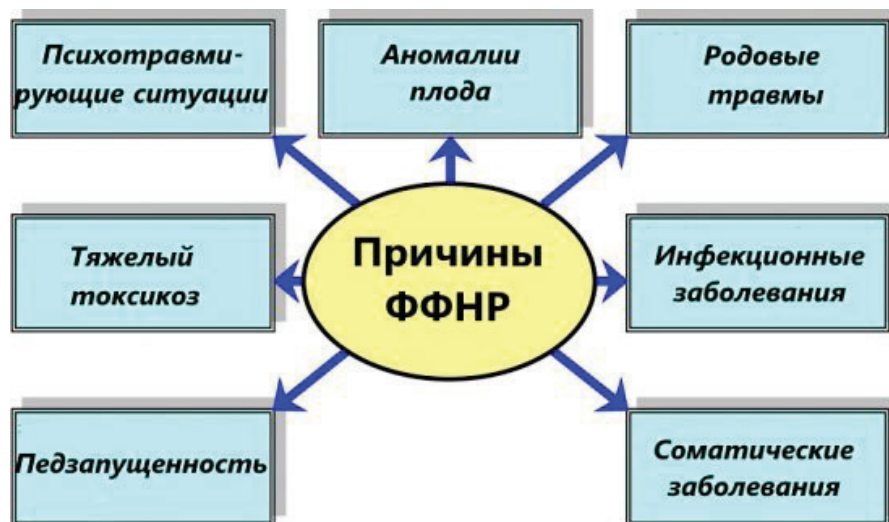 Психотравми-
рующие ситуации
Аномалии
плода
Родовые
травмы
Тяжелый
токсикоз
Причины
ФФНР
Инфекционные
заболевания
Педзапущенность
Соматические
заболевания